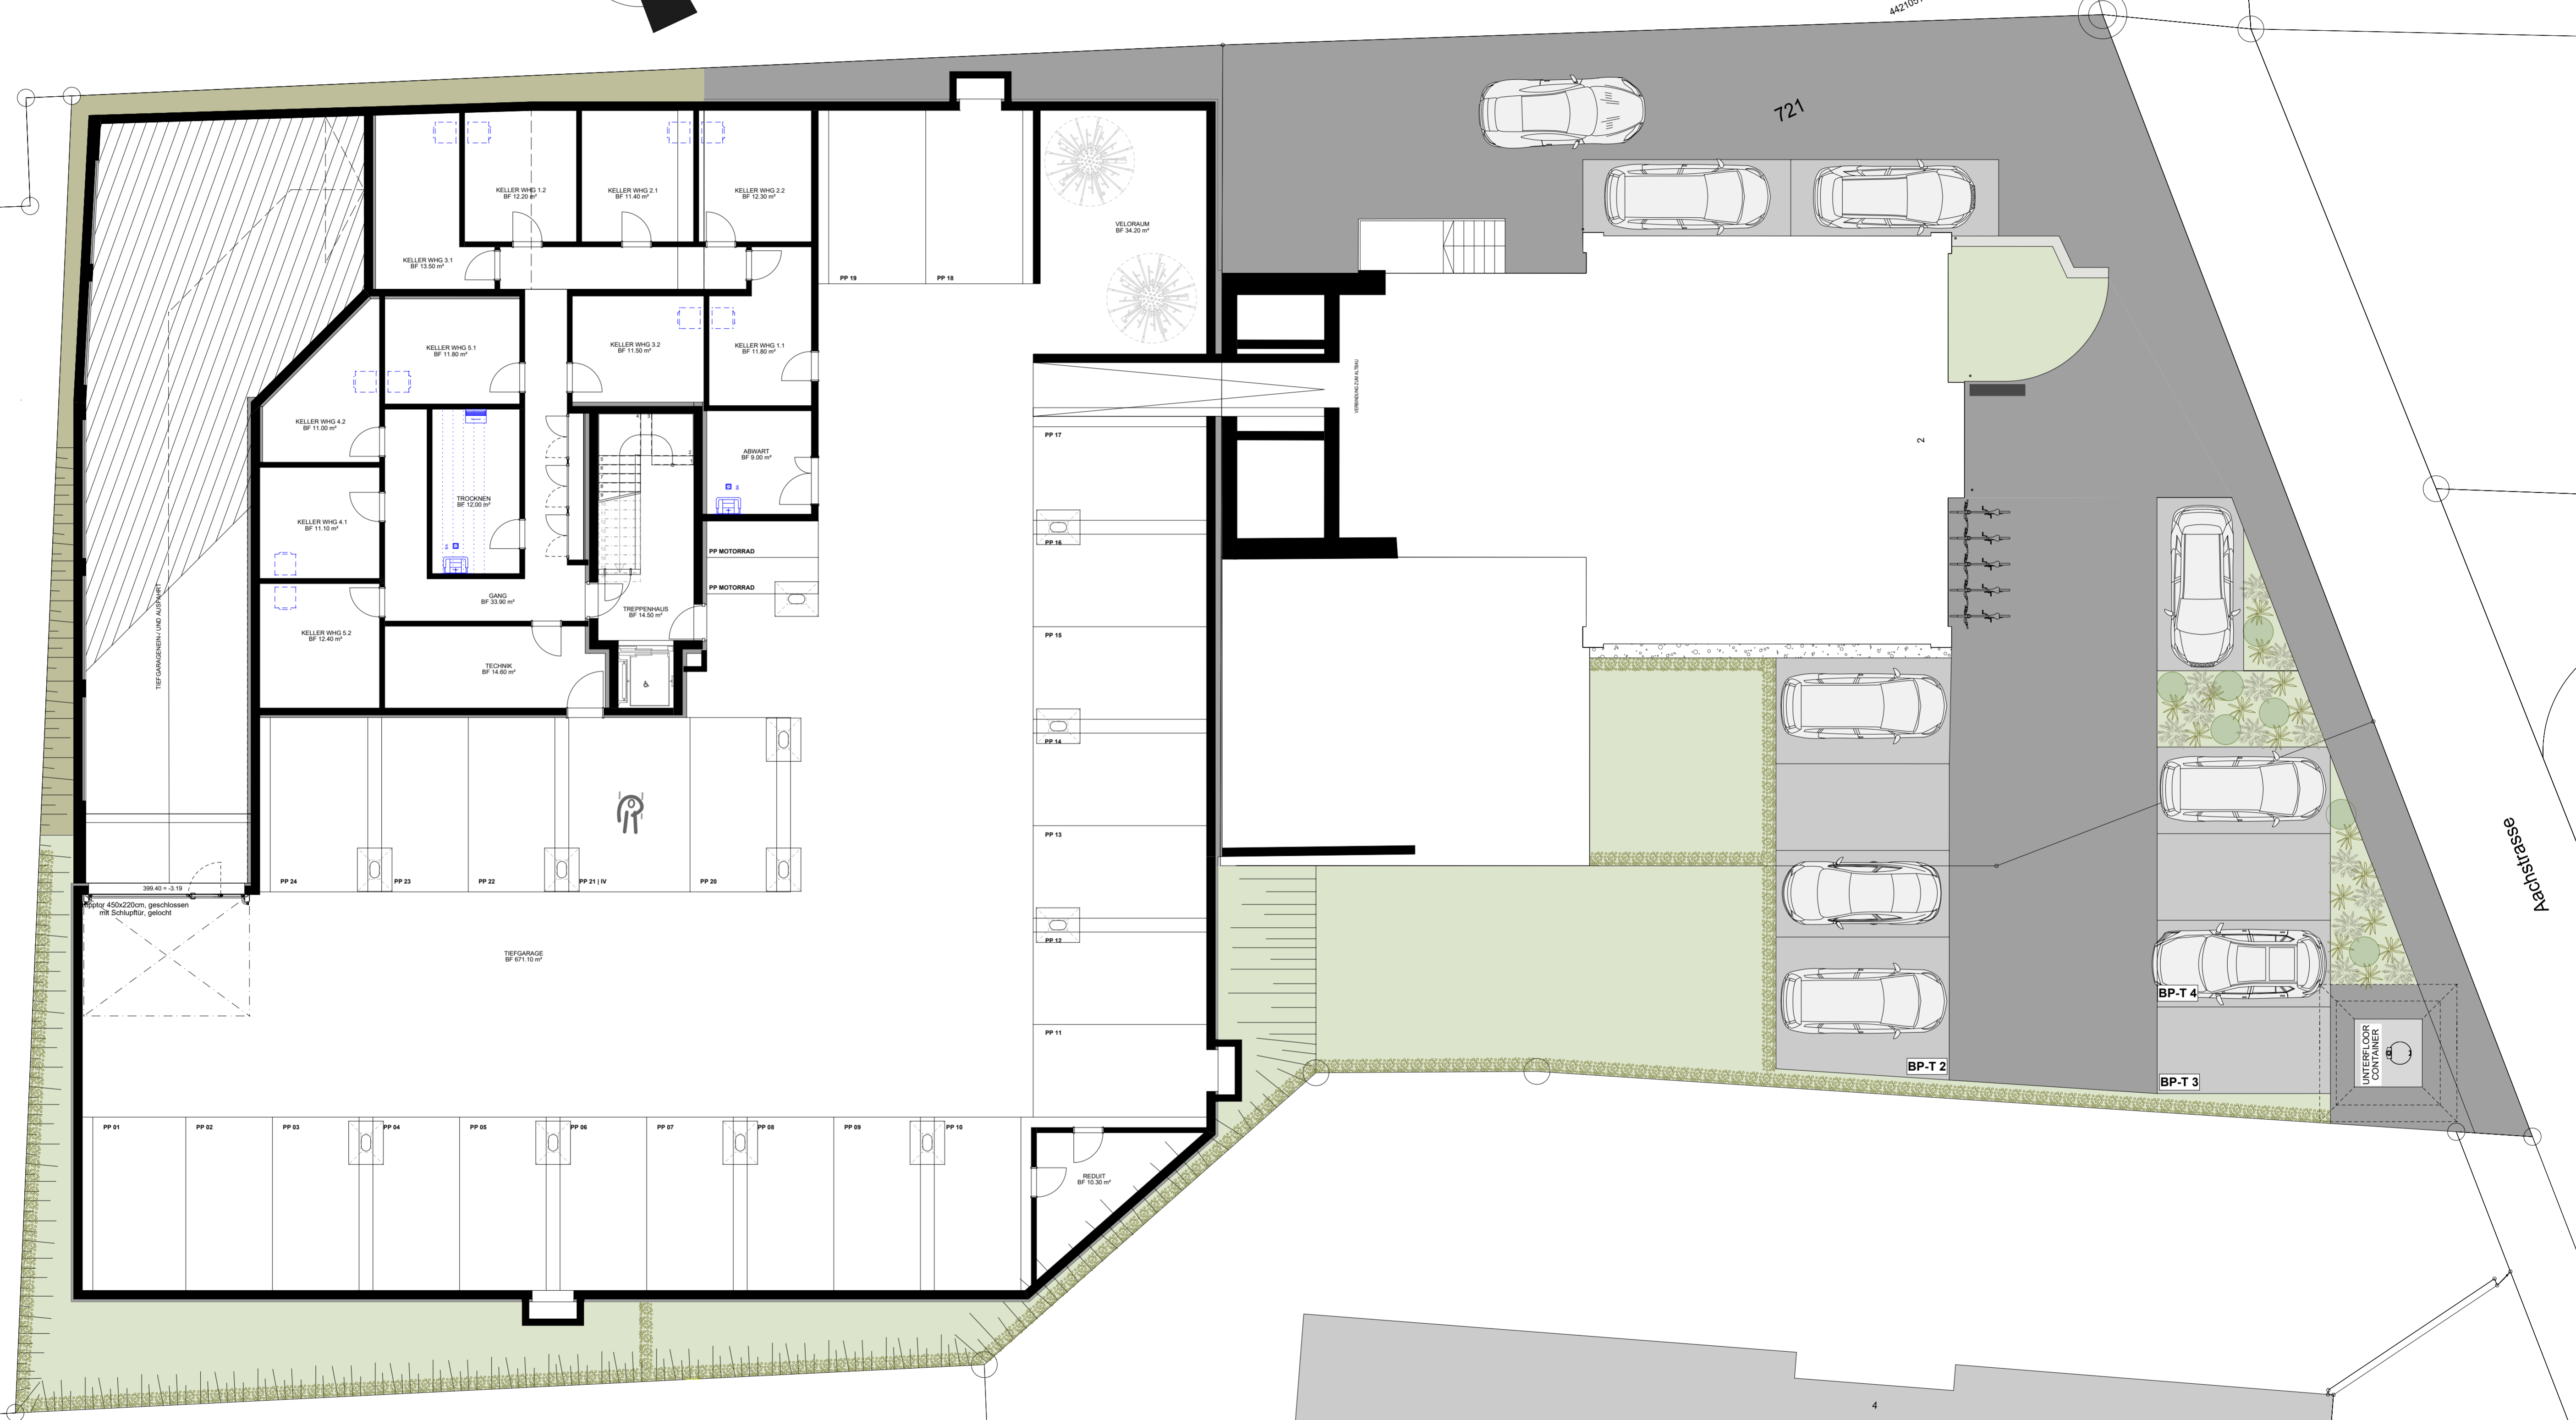 721
KELLER WHG 1.2
BF 12.20 m²
KELLER WHG 2.1
BF 11.40 m²
KELLER WHG 2.2
BF 12.30 m²
VELORAUM
BF 34.20 m²
KELLER WHG 3.1
BF 13.50 m²
PP 19
PP 18
KELLER WHG 5.1
BF 11.80 m²
KELLER WHG 3.2
BF 11.50 m²
KELLER WHG 1.1
BF 11.80 m²
VERBINDUNG ZUM ALTBAU
KELLER WHG 4.2
BF 11.00 m²
PP 17
2
ABWART
BF 9.00 m²
TROCKNEN
BF 12.00 m²
KELLER WHG 4.1
BF 11.10 m²
PP 16
PP MOTORRAD
PP MOTORRAD
GANG
BF 33.90 m²
TREPPENHAUS
BF 14.50 m²
TIEFGARAGENEIN-/ UND AUSFAHRT
KELLER WHG 5.2
BF 12.40 m²
PP 15
TECHNIK
BF 14.60 m²
PP 14
PP 13
PP 24
PP 23
PP 22
PP 21 | IV
PP 20
399.40 = -3.19
450x220cm, geschlossen
mit Schlupftür, gelocht
Aachstrasse
PP 12
TIEFGARAGE
BF 671.10 m²
BP-T 4
PP 11
UNTERFLOOR
CONTAINER
BP-T 2
BP-T 3
PP 01
PP 02
PP 03
PP 04
PP 05
PP 06
PP 07
PP 08
PP 09
PP 10
REDUIT
BF 10.30 m²
4